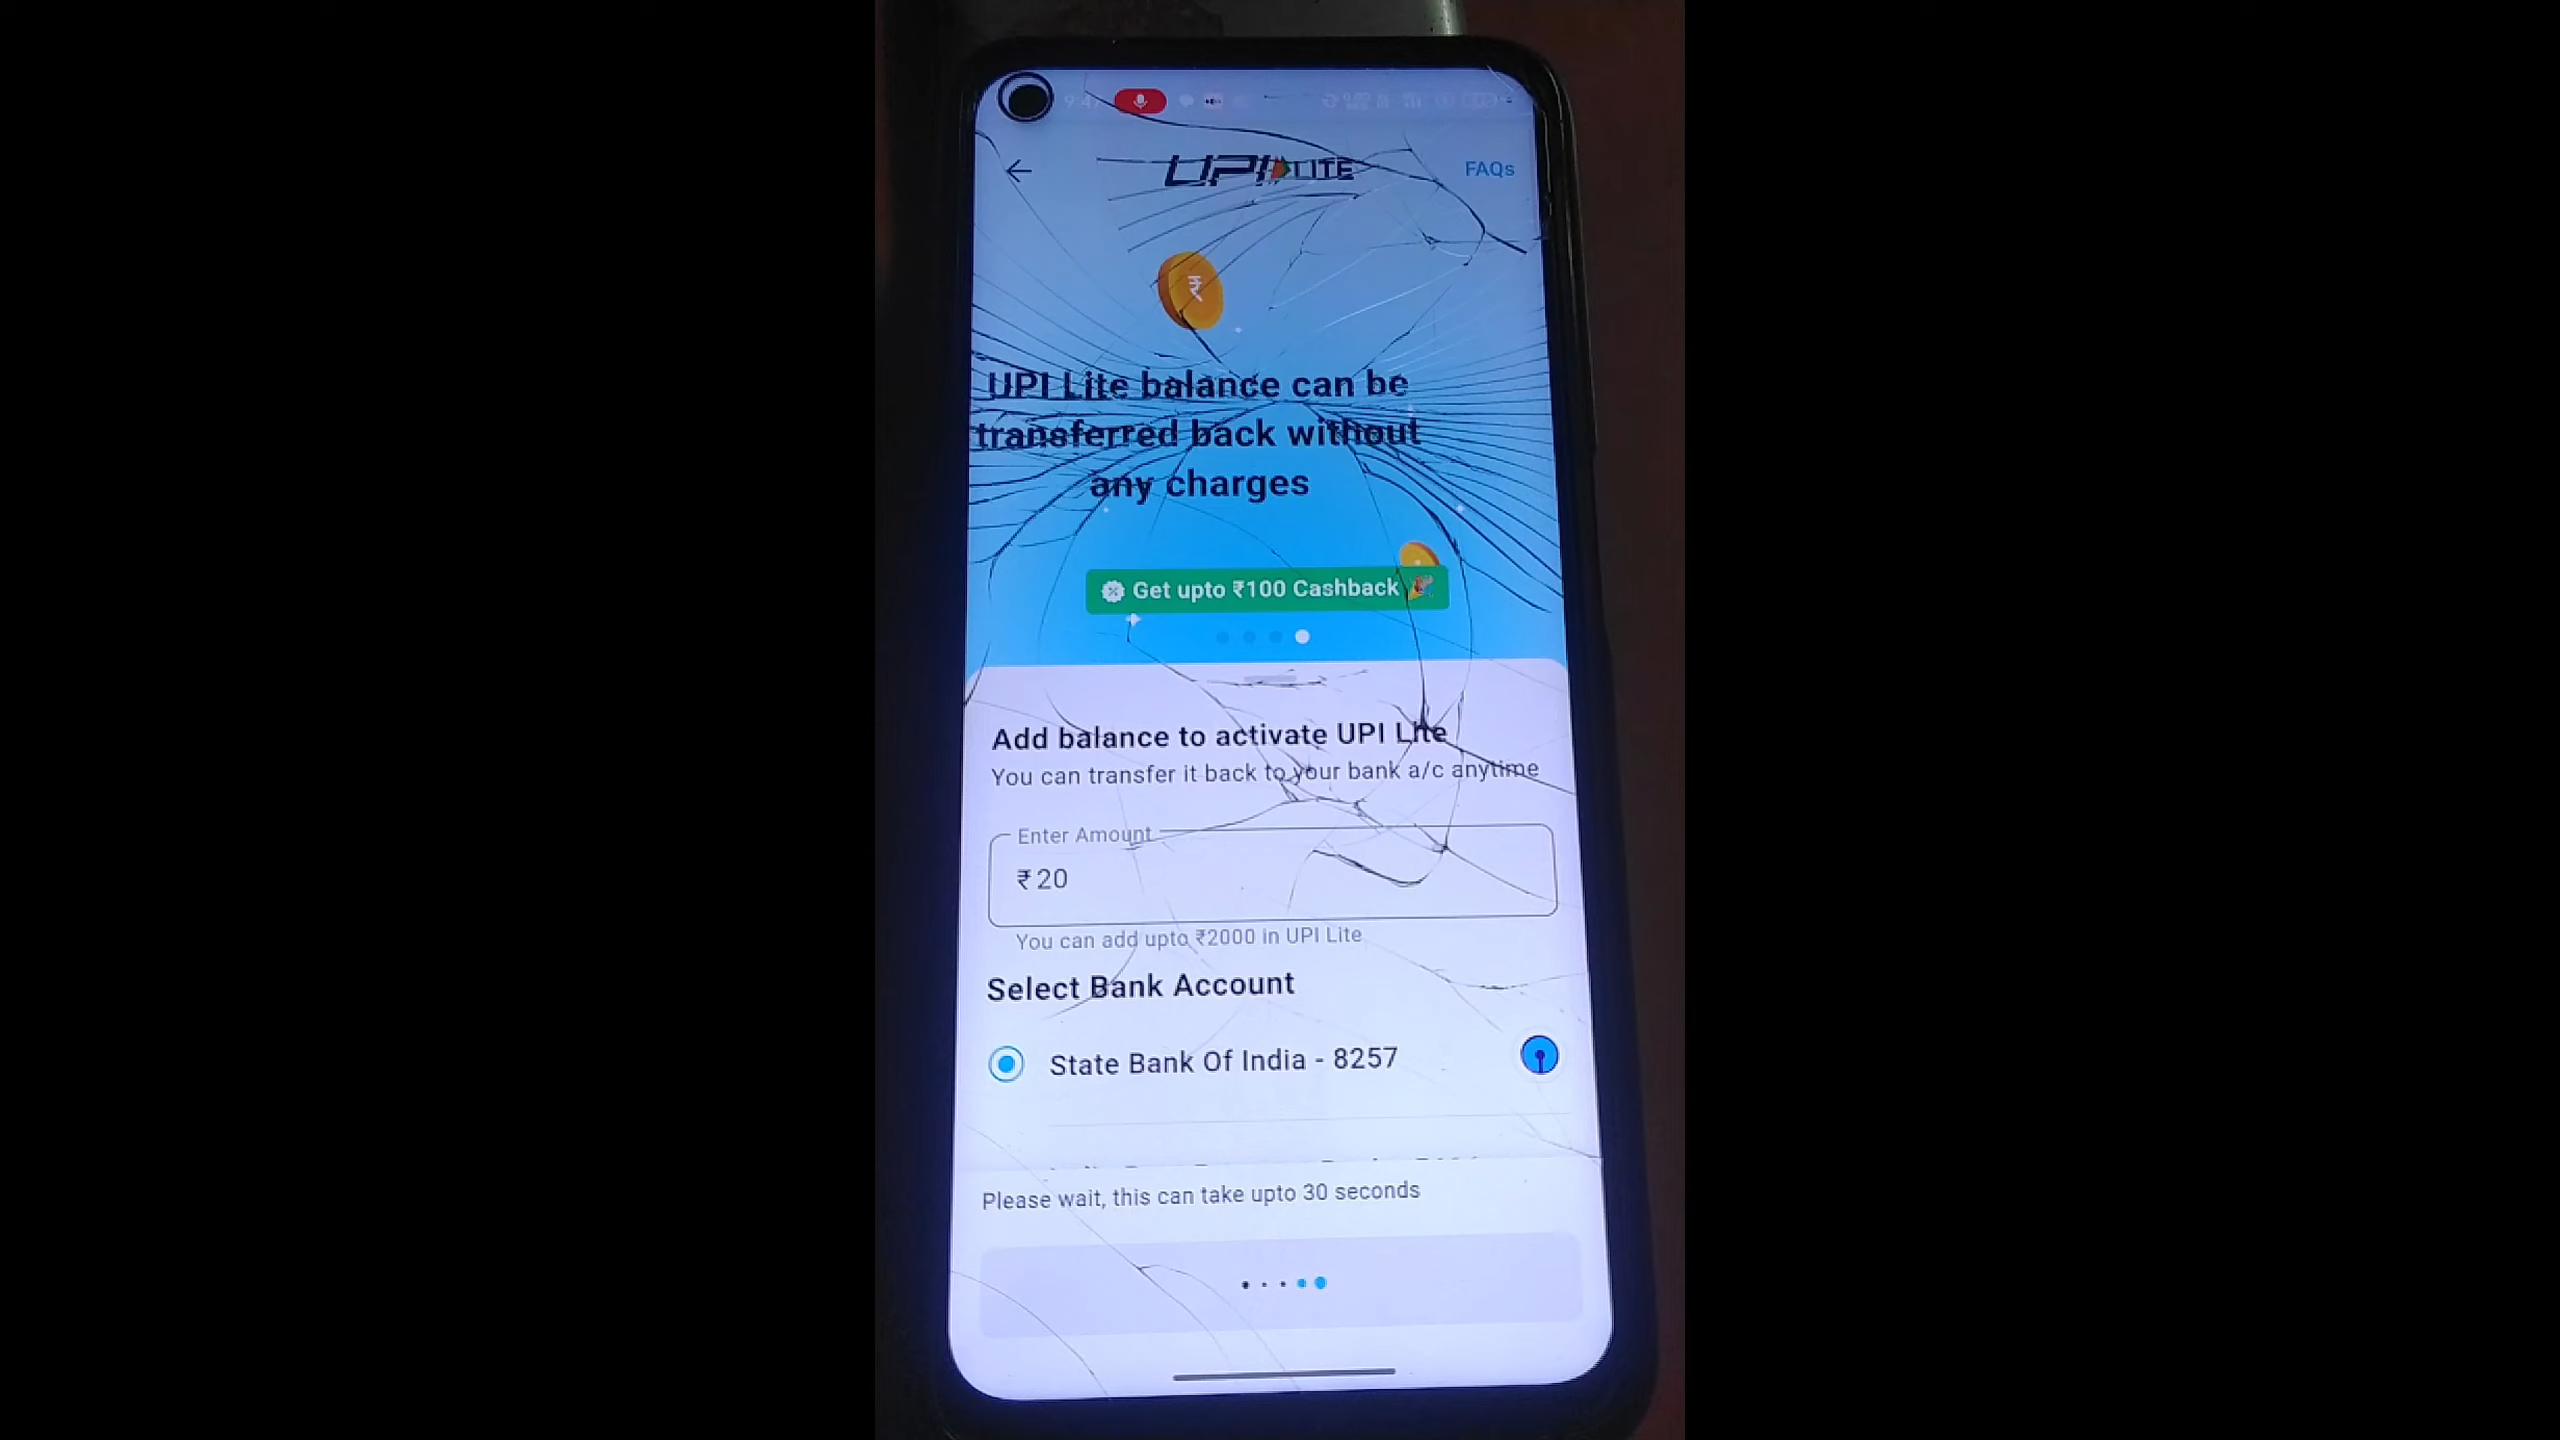 UPI LITE
FAQs
UPI Lite balance can be
transferred back without
any charges
Get upto ₹100 Cashback
Add balance to activate UPI Lite
You can transfer it back to your bank a/c anytime
Enter Amount
₹20
You can add upto ₹2000 in UPI Lite
Select Bank Account
State Bank Of India - 8257
Please wait, this can take upto 30 seconds